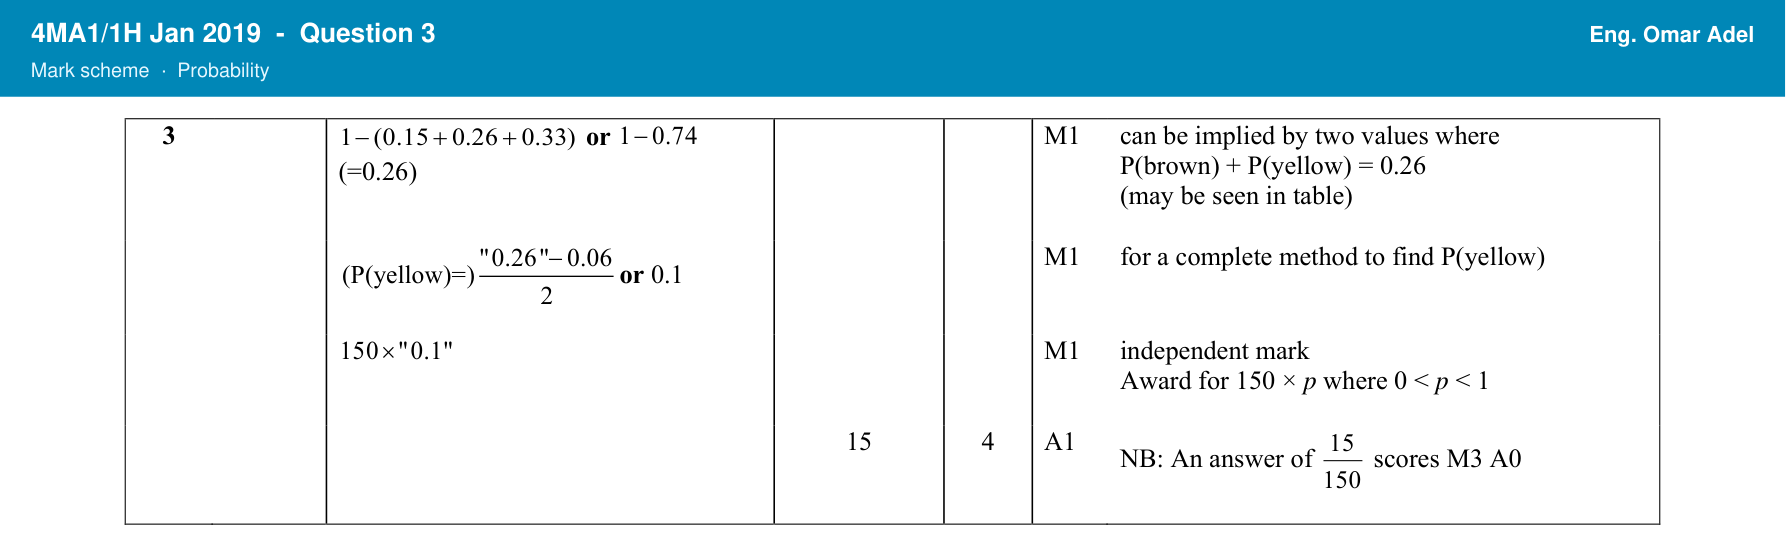 4MA1/1H Jan 2019 - Question 3
Eng. Omar Adel
Mark scheme · Probability
3
1−(0.15+0.26+0.33) or 1−0.74
(=0.26)
M1 can be implied by two values where
P(brown) + P(yellow) = 0.26
(may be seen in table)
(P(yellow)=) "0.26"−0.06 / 2 or 0.1
M1 for a complete method to find P(yellow)
150×"0.1"
M1 independent mark
Award for 150 × p where 0 < p < 1
15 4 A1 NB: An answer of 15/150 scores M3 A0